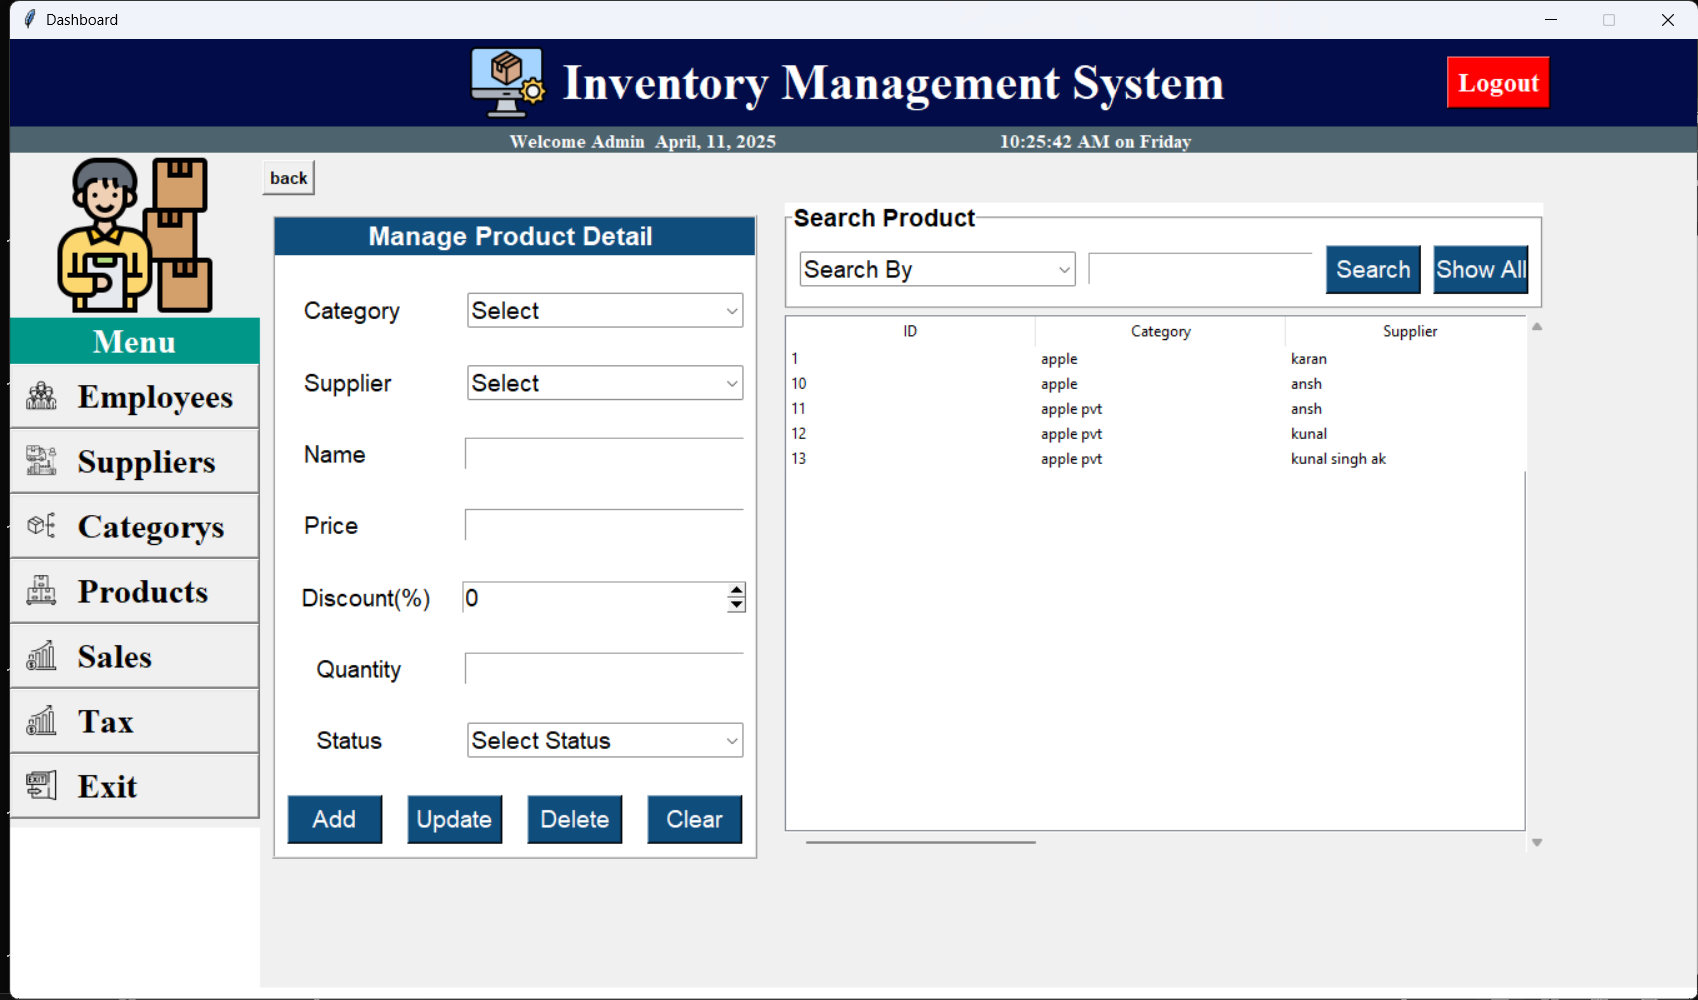 Dashboard
Inventory Management System
Logout
Welcome Admin April, 11, 2025
10:25:42 AM on Friday
back
Menu
Employees
Suppliers
Categorys
Products
Sales
Tax
EXIT
Exit
Manage Product Detail
Category Select
Supplier Select
Name
Price
Discount(%) 0
Quantity
Status Select Status
Add Update Delete Clear
Search Product
Search By Search Show All
ID Category Supplier
1 apple karan
10 apple ansh
11 apple pvt ansh
12 apple pvt kunal
13 apple pvt kunal singh ak